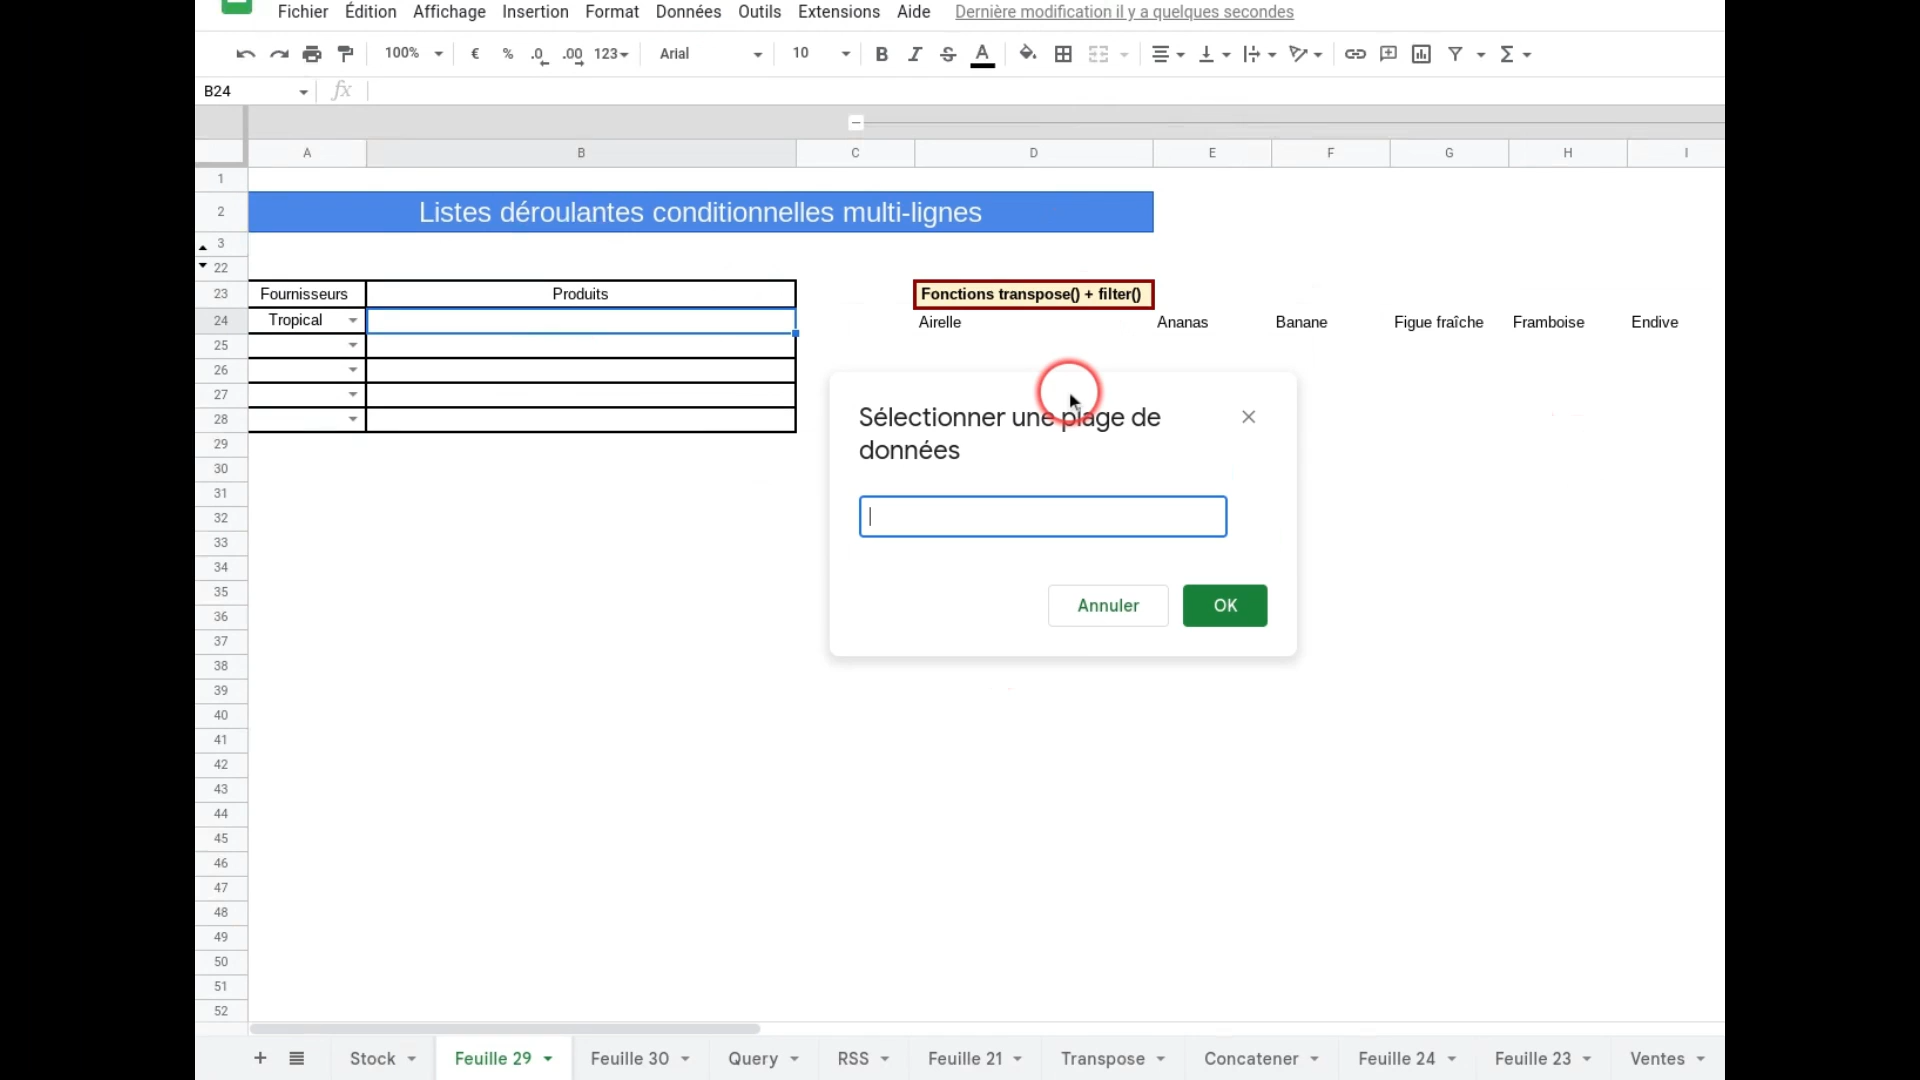 Fichier Édition Affichage Insertion Format Données Outils Extensions Aide Dernière modification il y a quelques secondes
100% € % .0 .00 123 Arial 10 B I S A Σ
B24 fx
A B C D E F G H I
1
2 Listes déroulantes conditionnelles multi-lignes
3
22
23 Fournisseurs Produits Fonctions transpose() + filter()
24 Tropical Airelle Ananas Banane Figue fraîche Framboise Endive
25
26
27
28
Sélectionner une plage de
données
Annuler OK
29
30
31
32
33
34
35
36
37
38
39
40
41
42
43
44
45
46
47
48
49
50
51
52
+ Stock Feuille 29 Feuille 30 Query RSS Feuille 21 Transpose Concatener Feuille 24 Feuille 23 Ventes